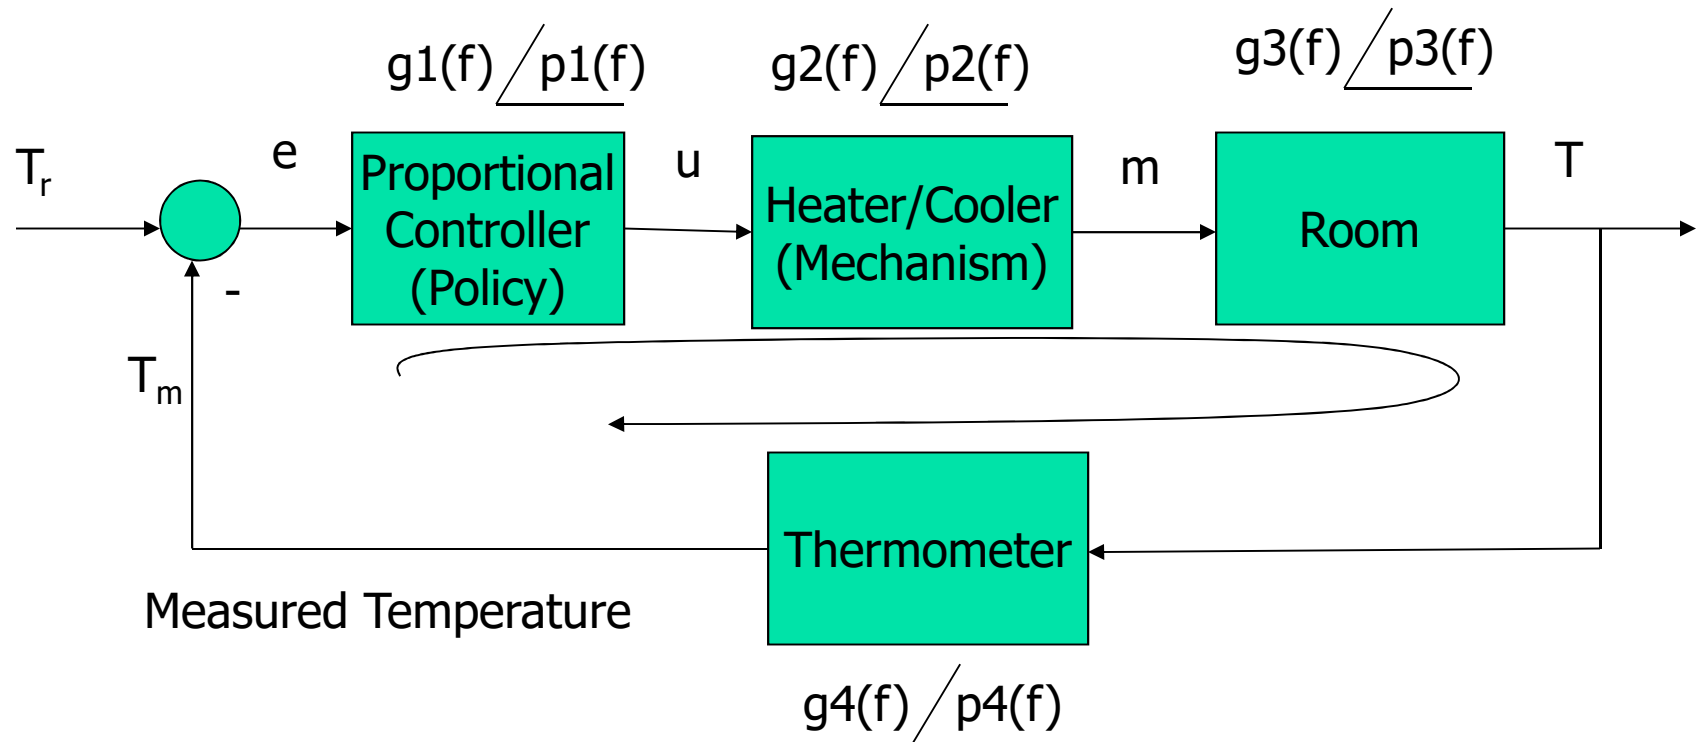 g1(f) p1(f)
g2(f) p2(f)
g3(f) p3(f)
Tr
e
Proportional
Controller
(Policy)
u
Heater/Cooler
(Mechanism)
m
Room
T
-
Tm
Thermometer
Measured Temperature
g4(f) p4(f)